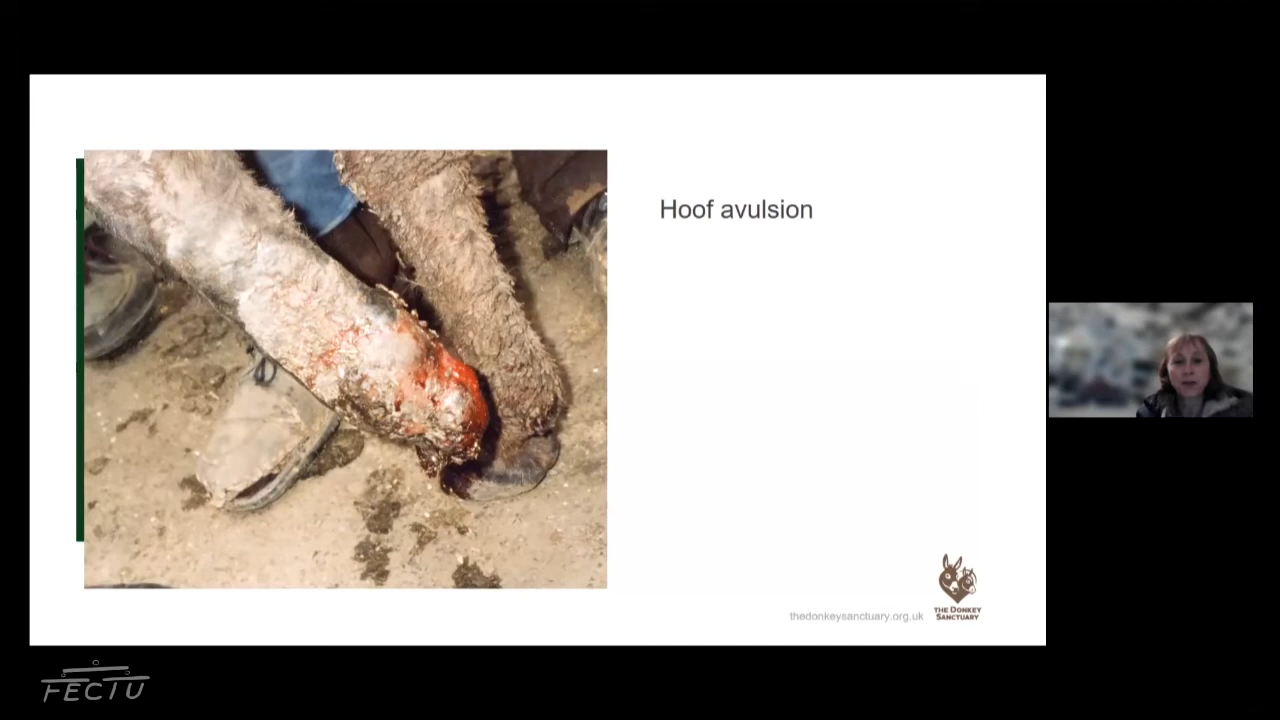 Hoof avulsion
thedonkeysanctuary.org.uk
THE DONKEY
SANCTUARY
FECTU